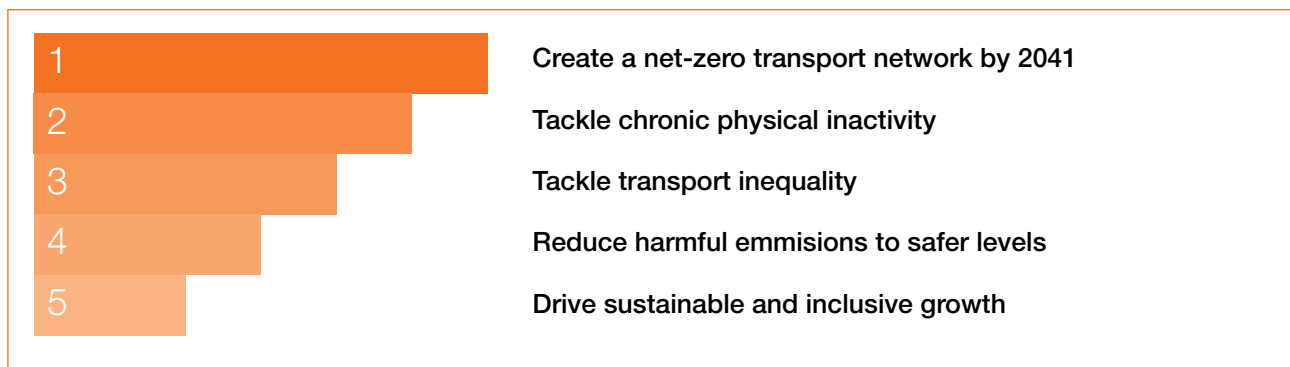 1 Create a net-zero transport network by 2041
2 Tackle chronic physical inactivity
3 Tackle transport inequality
4 Reduce harmful emmisions to safer levels
5 Drive sustainable and inclusive growth